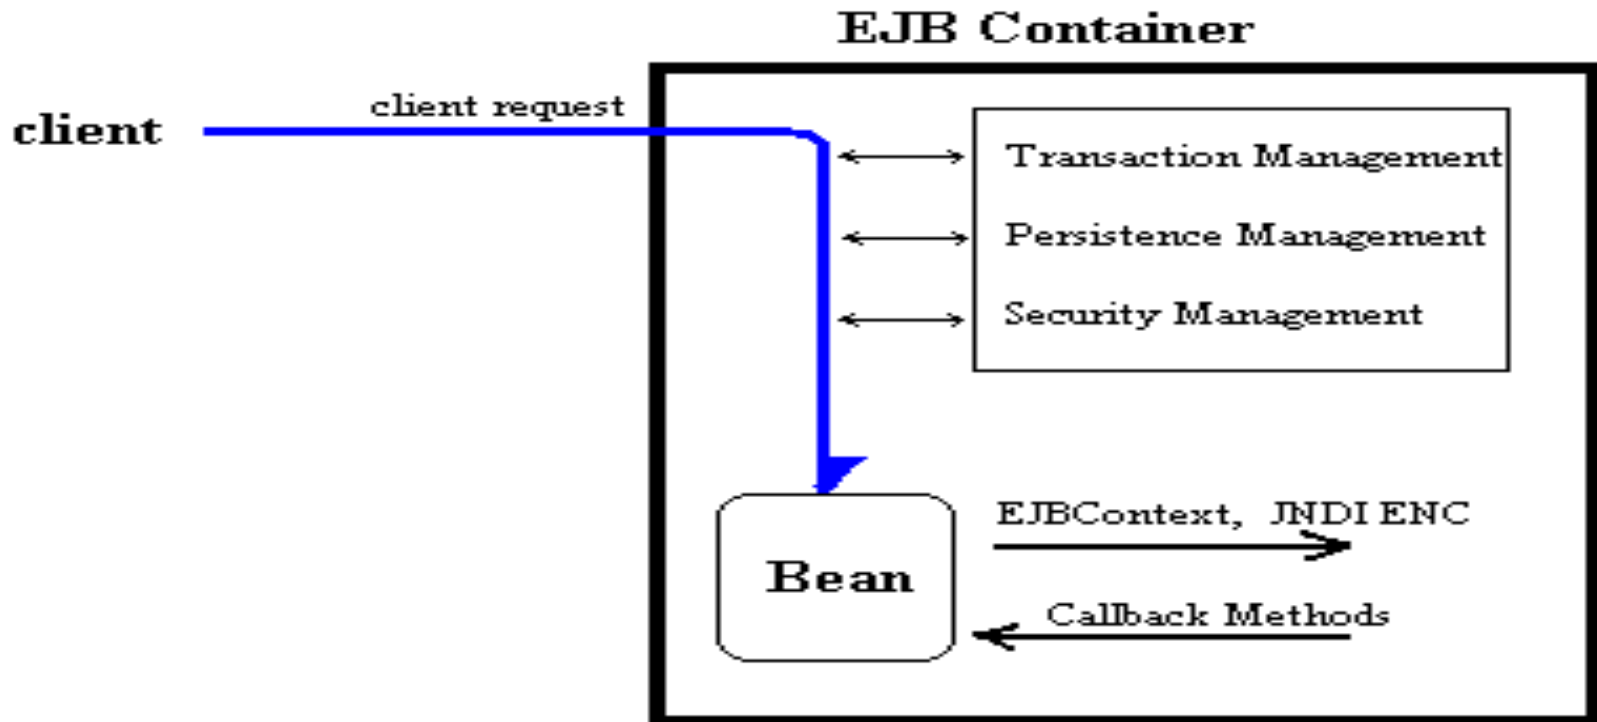 EJB Container
client request
client
Transaction Management
Persistence Management
Security Management
EJBContext, JNDI ENC
Bean
Callback Methods